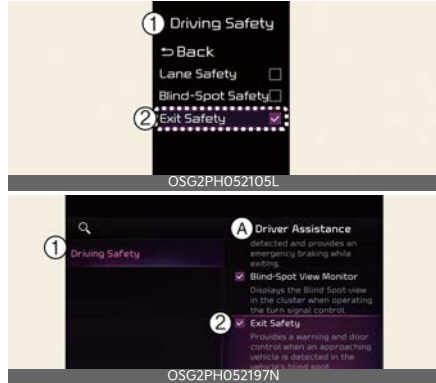 ① Driving Safety
⮌ Back
Lane Safety
Blind-Spot Safety
② Exit Safety
OSG2PH052105L
Ⓐ Driver Assistance
① Driving Safety
detected and provides an
emergency braking while
exiting.
Blind-Spot View Monitor
Displays the Blind Spot view
in the cluster when operating
the turn signal control.
② Exit Safety
Provides a warning and door
control when an approaching
vehicle is detected in the
vehicle's blind spot.
OSG2PH052197N